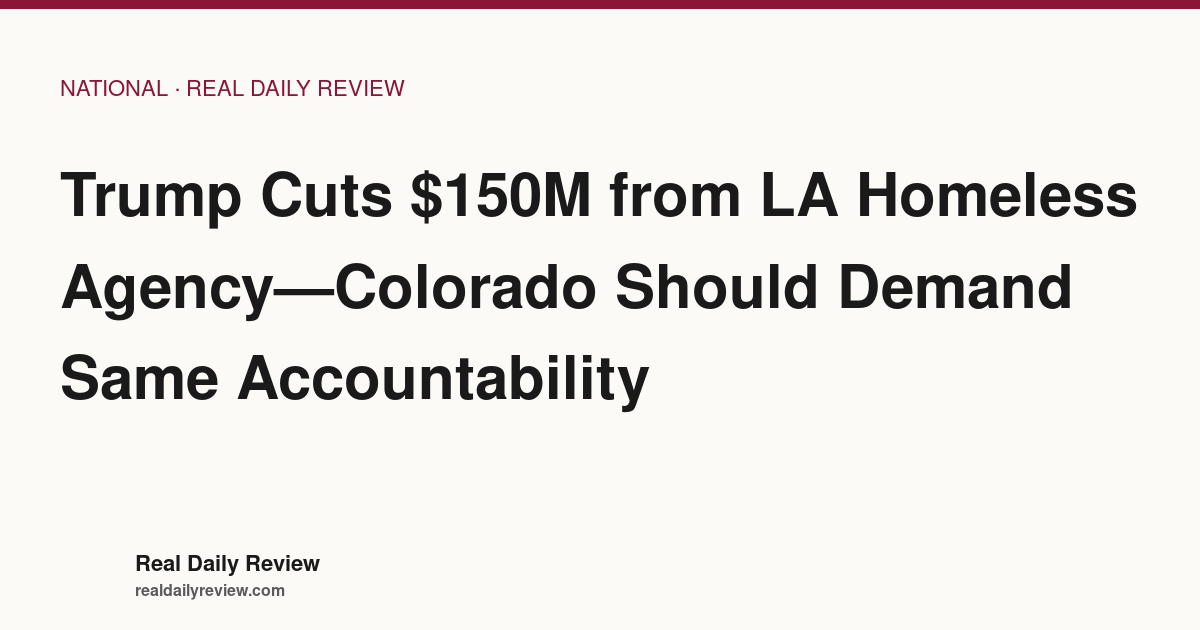 NATIONAL · REAL DAILY REVIEW
Trump Cuts $150M from LA Homeless
Agency—Colorado Should Demand
Same Accountability
Real Daily Review
realdailyreview.com